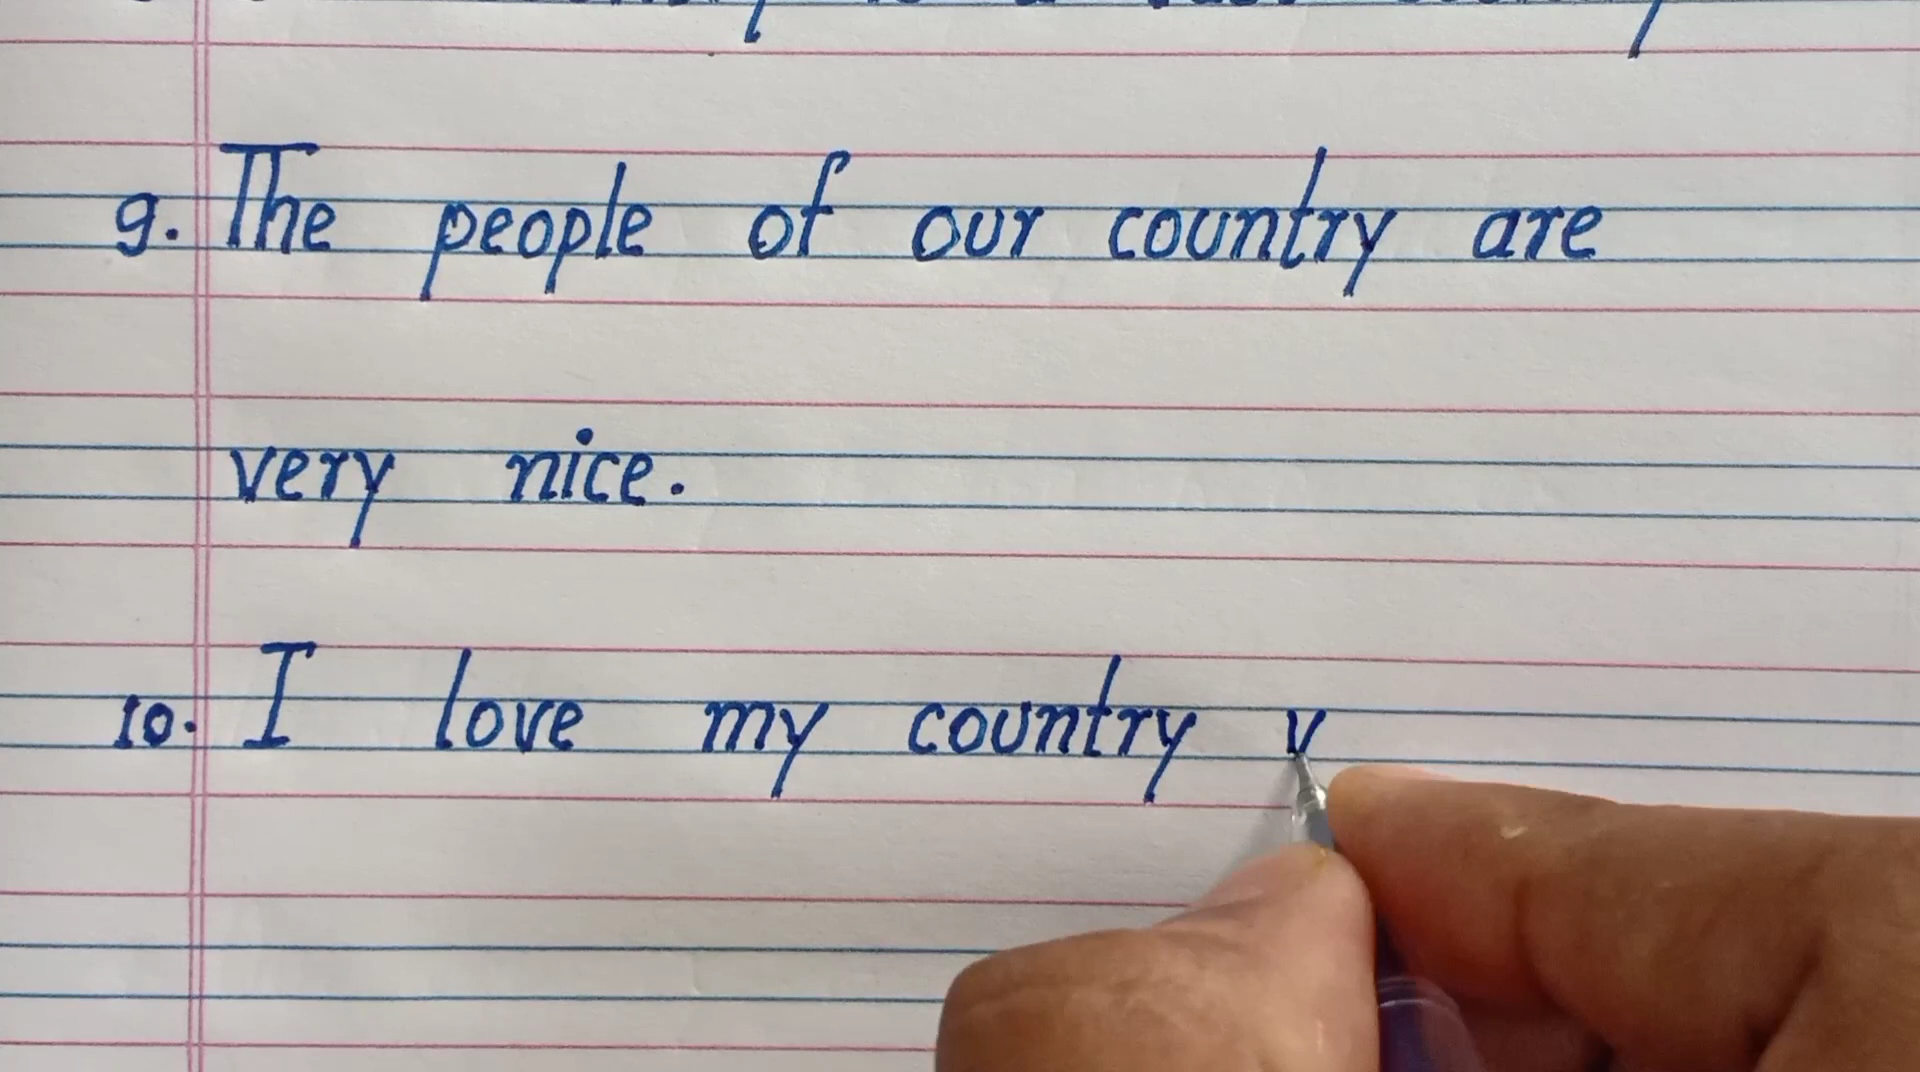 9. The people of our country are
very nice.
10. I love my country v